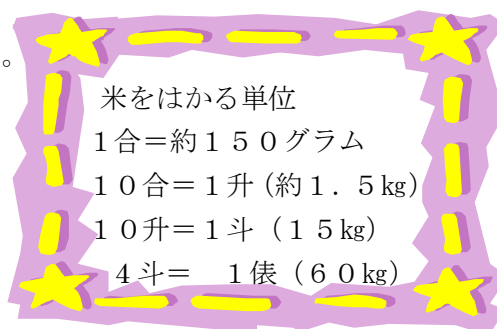 。
米をはかる単位
１合＝約１５０グラム
１０合＝１升（約１．５㎏）
１０升＝１斗（１５㎏）
４斗＝　１俵（６０㎏）